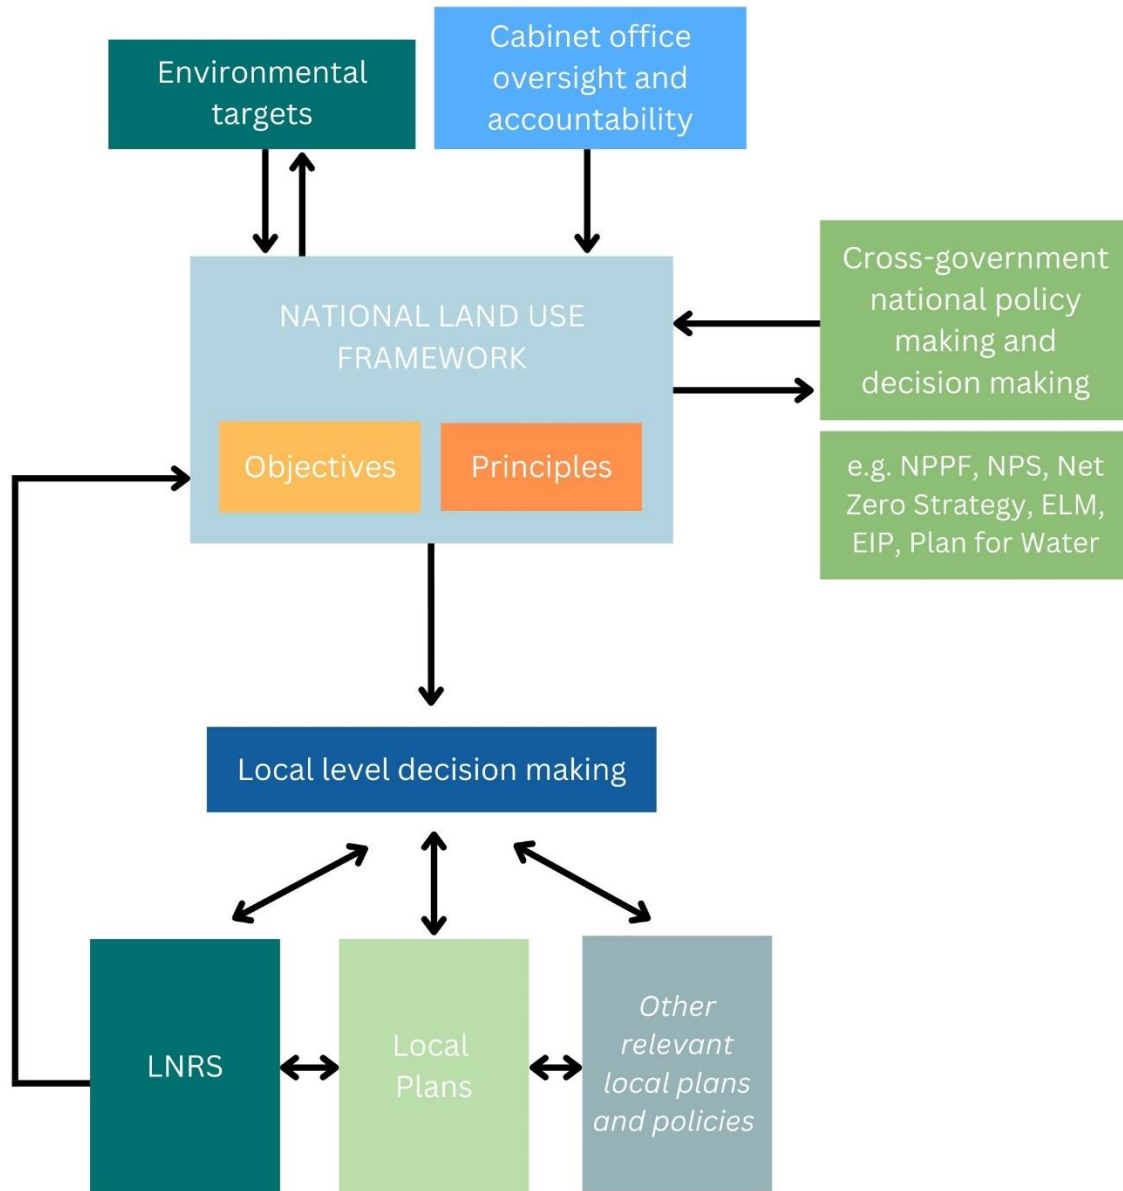 Environmental
targets
Cabinet office
oversight and
accountability
NATIONAL LAND USE
FRAMEWORK
Objectives
Principles
Cross-government
national policy
making and
decision making
e.g. NPPF, NPS, Net
Zero Strategy, ELM,
EIP, Plan for Water
Local level decision making
LNRS
Local
Plans
Other
relevant
local plans
and policies